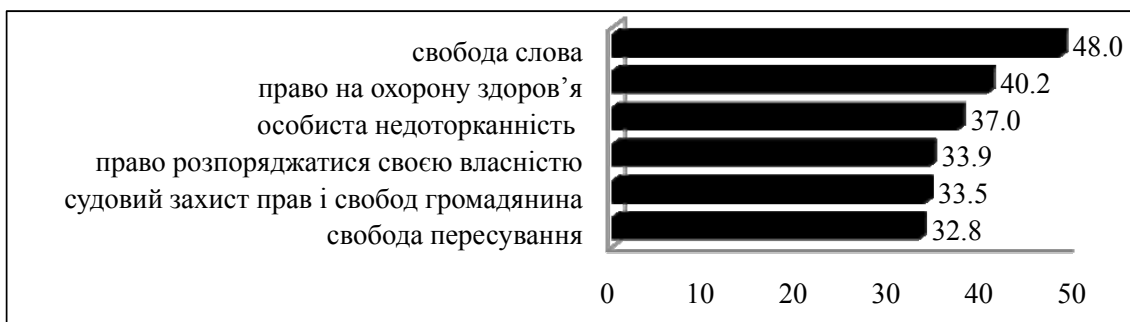 свобода слова 48.0
право на охорону здоров’я 40.2
особиста недоторканність 37.0
право розпоряджатися своєю власністю 33.9
судовий захист прав і свобод громадянина 33.5
свобода пересування 32.8
0 10 20 30 40 50